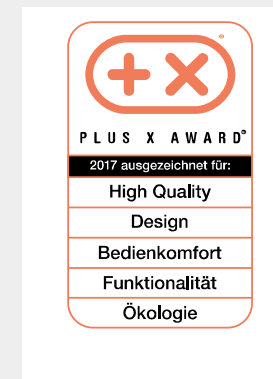 PLUS X AWARD®
2017 ausgezeichnet für:
High Quality
Design
Bedienkomfort
Funktionalität
Ökologie